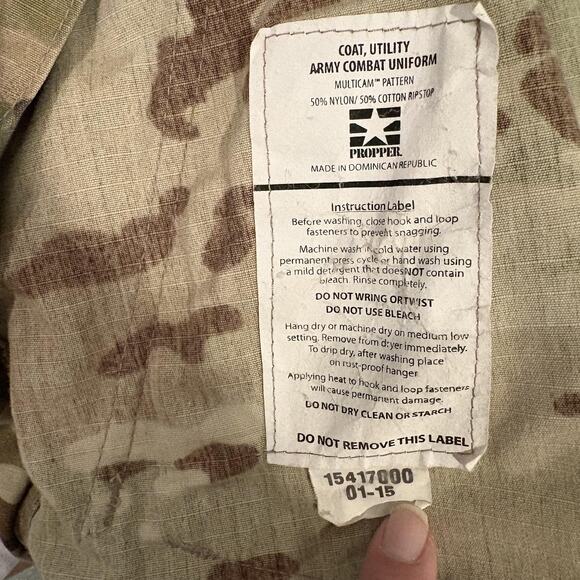 COAT, UTILITY
ARMY COMBAT UNIFORM
MULTICAM™ PATTERN
50% NYLON/ 50% COTTON RIPSTOP
PROPPER.
MADE IN DOMINICAN REPUBLIC
Instruction Label
Before washing, close hook and loop
fasteners to prevent snagging.
Machine wash in cold water using
permanent press cycle or hand wash using
a mild detergent that does NOT contain
bleach. Rinse completely.
DO NOT WRING OR TWIST
DO NOT USE BLEACH
Hang dry or machine dry on medium low
setting. Remove from dryer immediately.
To drip dry, after washing place
on rust-proof hanger.
Applying heat to hook and loop fasteners
will cause permanent damage.
DO NOT DRY CLEAN OR STARCH
DO NOT REMOVE THIS LABEL
15417000
01-15